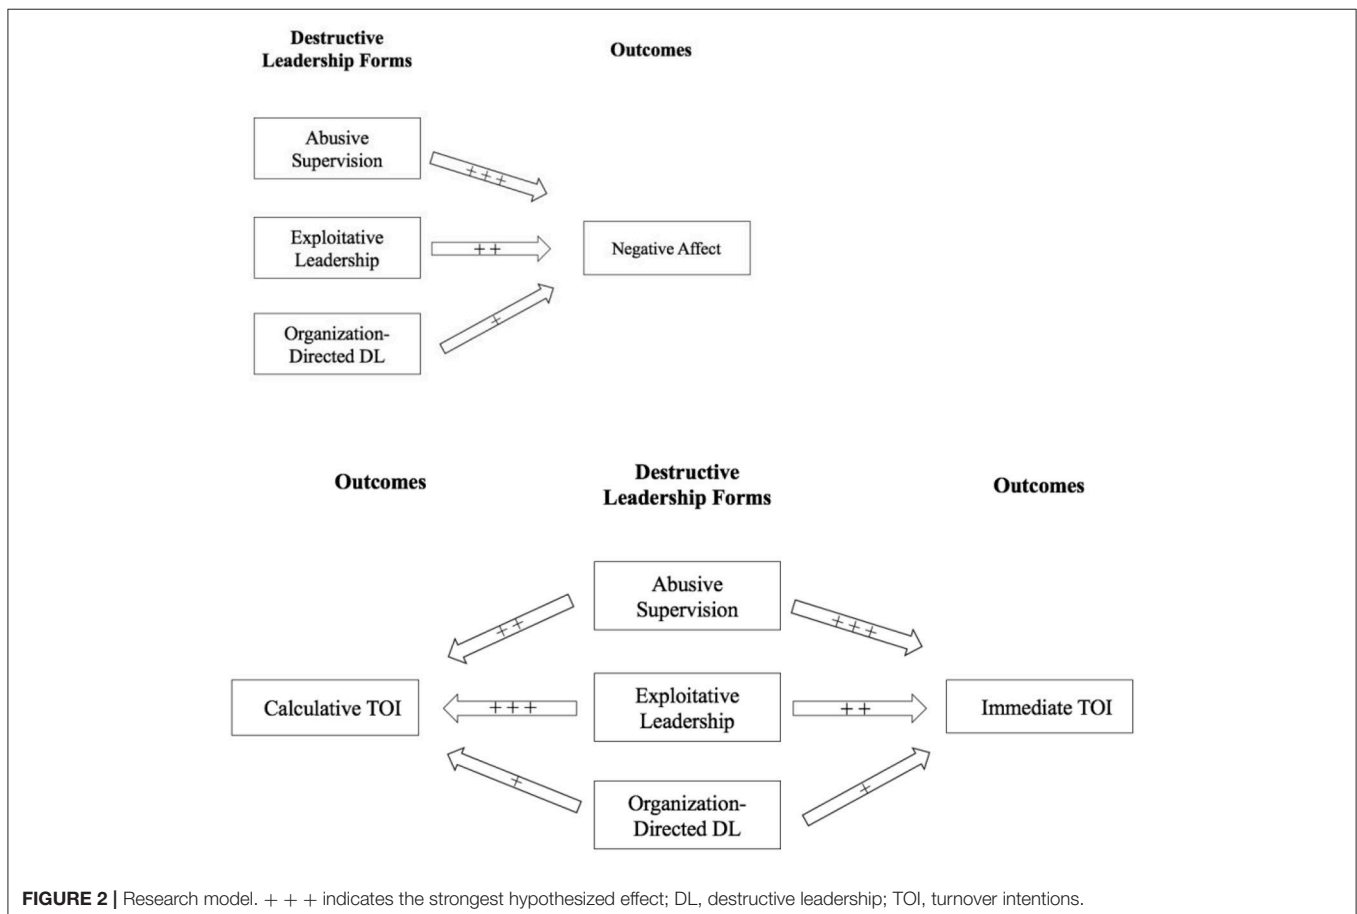 Destructive
Leadership Forms
Outcomes
Abusive
Supervision
+++
Exploitative
Leadership
++
Negative Affect
Organization-
Directed DL
+
Outcomes
Destructive
Leadership Forms
Outcomes
Abusive
Supervision
++
+++
Calculative TOI
+++
Exploitative
Leadership
++
Immediate TOI
+
Organization-
Directed DL
+
FIGURE 2 | Research model. + + + indicates the strongest hypothesized effect; DL, destructive leadership; TOI, turnover intentions.